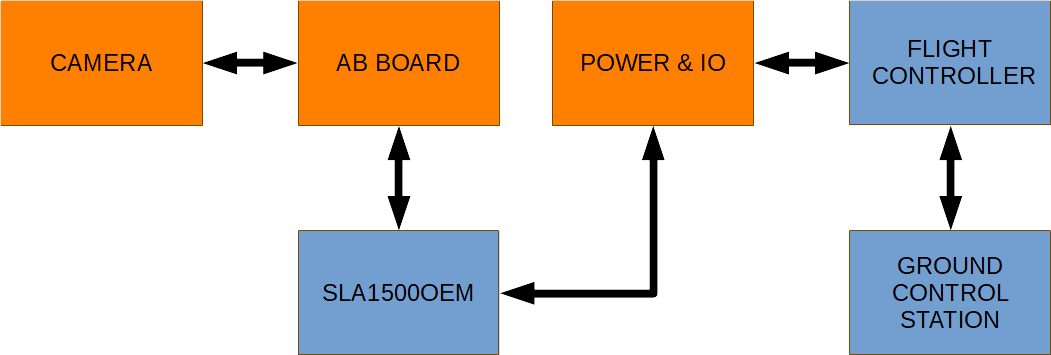 CAMERA
AB BOARD
POWER & IO
FLIGHT
CONTROLLER
SLA1500OEM
GROUND
CONTROL
STATION